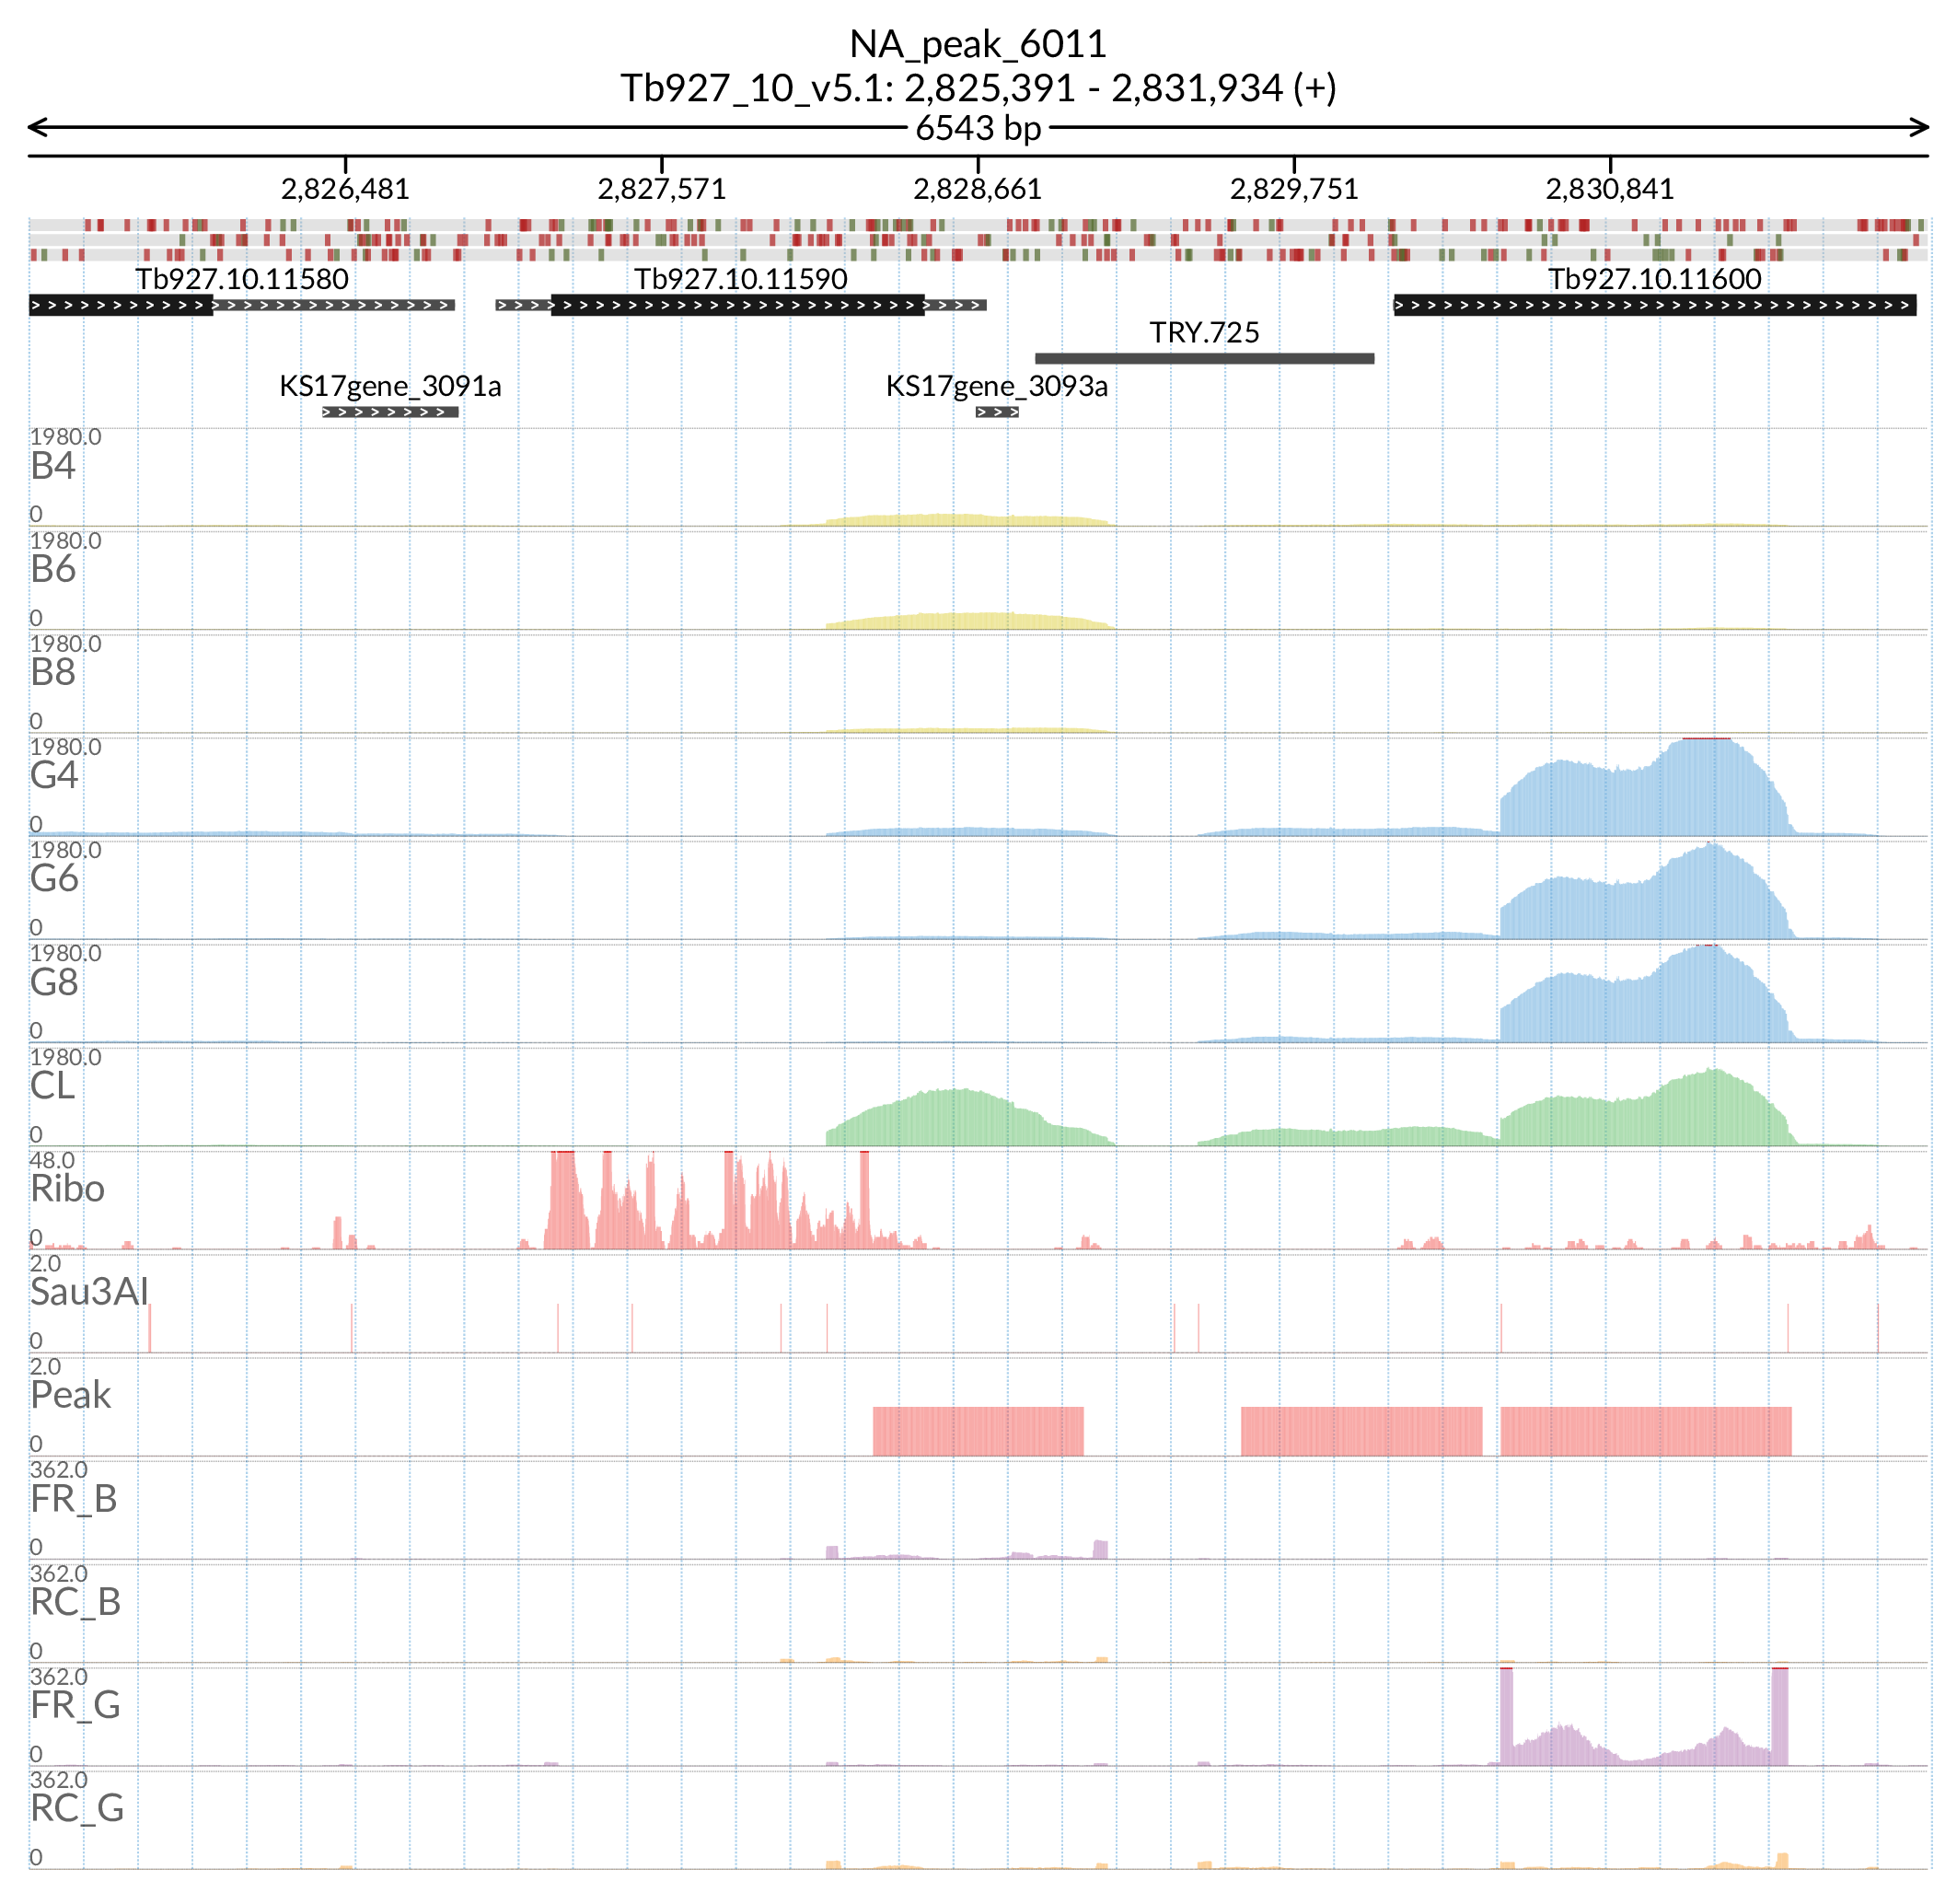 NA_peak_6011
Tb927_10_v5.1: 2,825,391 - 2,831,934 (+)
6543 bp
2,826,481 2,827,571 2,828,661 2,829,751 2,830,841
Tb927.10.11580 Tb927.10.11590 Tb927.10.11600
TRY.725
KS17gene_3091a KS17gene_3093a
1980.0
B4
0
1980.0
B6
0
1980.0
B8
0
1980.0
G4
0
1980.0
G6
0
1980.0
G8
0
1980.0
CL
0
48.0
Ribo
0
2.0
Sau3AI
0
2.0
Peak
0
362.0
FR_B
0
362.0
RC_B
0
362.0
FR_G
0
362.0
RC_G
0